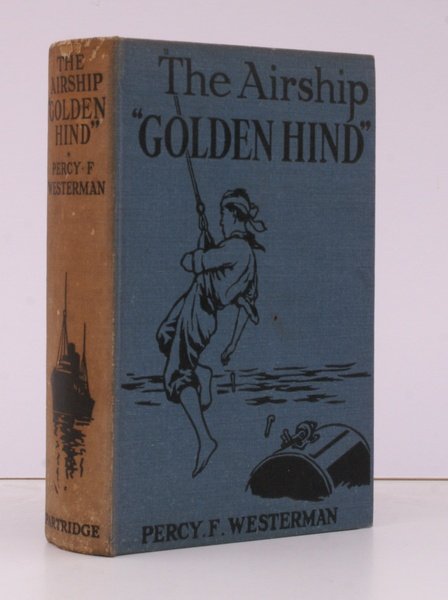 THE
AIRSHIP
"GOLDEN
HIND"
PERCY·F
WESTERMAN
PARTRIDGE
The Airship
"GOLDEN HIND"
PERCY.F.WESTERMAN